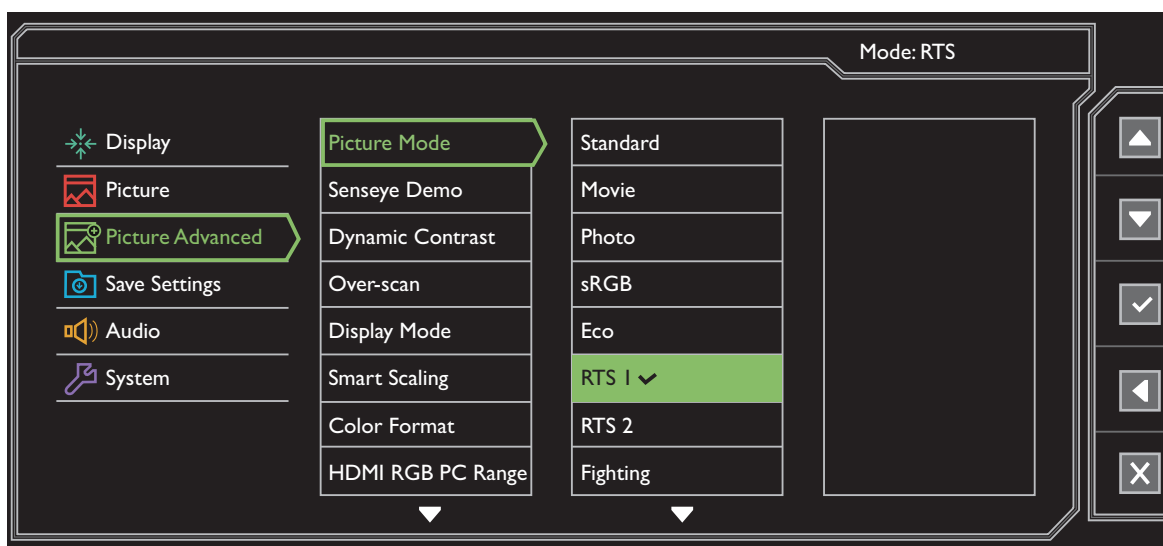 Mode: RTS
Display
Picture
Picture Advanced
Save Settings
Audio
System
Picture Mode
Senseye Demo
Dynamic Contrast
Over-scan
Display Mode
Smart Scaling
Color Format
HDMI RGB PC Range
Standard
Movie
Photo
sRGB
Eco
RTS 1
RTS 2
Fighting